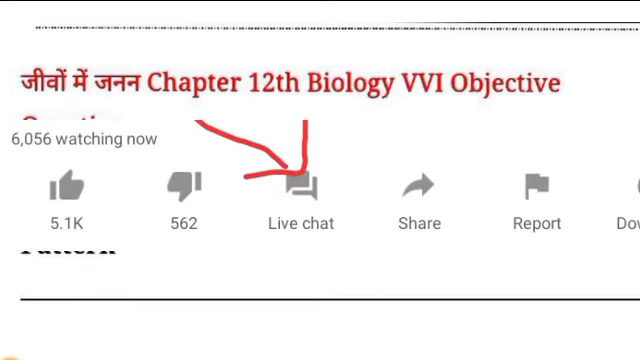 जीवों में जनन Chapter 12th Biology VVI Objective
6,056 watching now
5.1K
562
Live chat
Share
Report